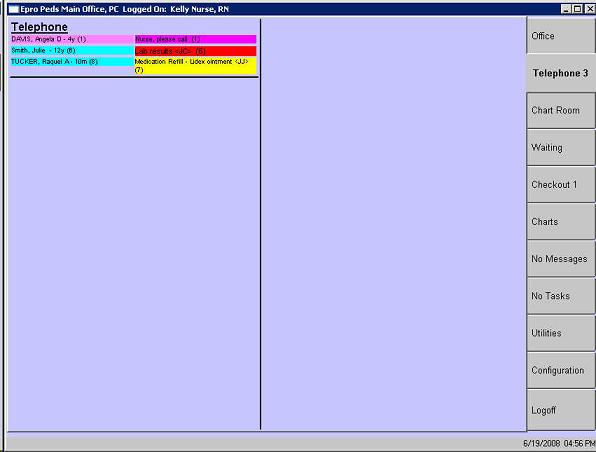 Epro Peds Main Office, PC Logged On: Kelly Nurse, RN
Telephone
DAVIS, Angela D - 4y (1) Nurse, please call (1)
Smith, Julie - 12y (6) Lab results <JC> (6)
TUCKER, Raquel A - 10m (8) Medication Refill - Lidex ointment <JJ>
(7)
Office
Telephone 3
Chart Room
Waiting
Checkout 1
Charts
No Messages
No Tasks
Utilities
Configuration
Logoff
6/19/2008 04:56 PM